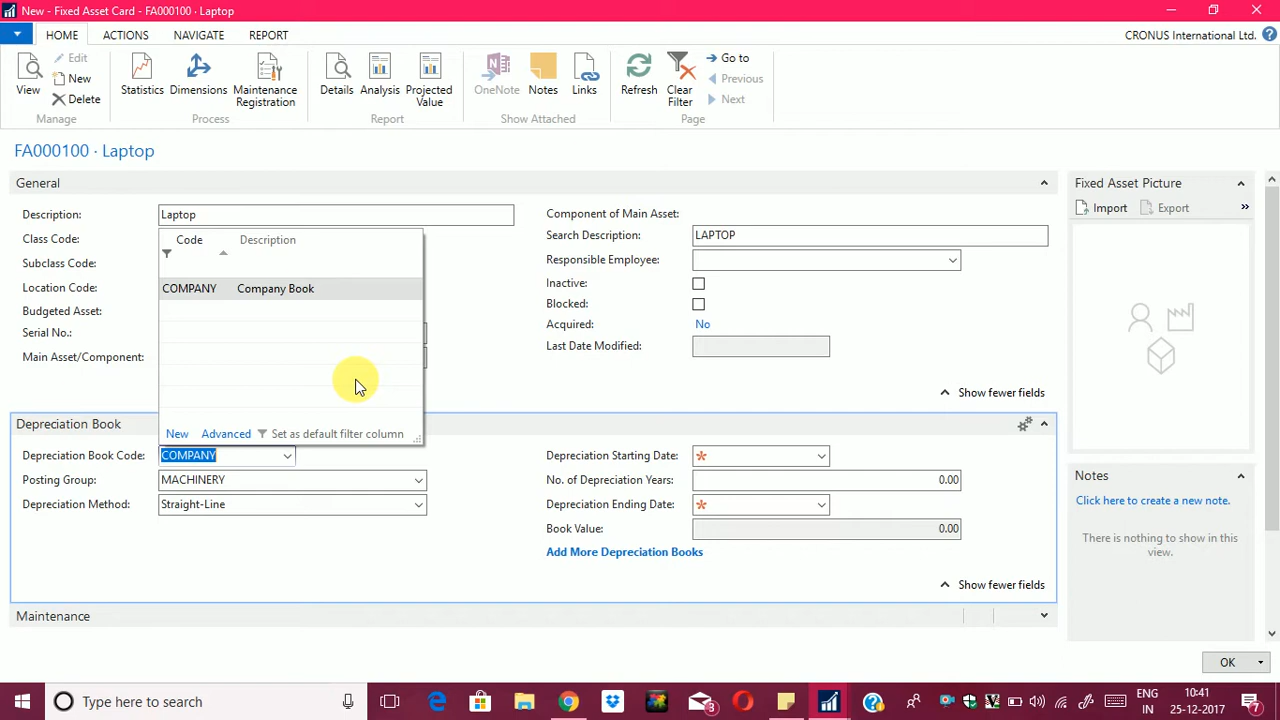 New - Fixed Asset Card - FA000100 · Laptop
HOME ACTIONS NAVIGATE REPORT CRONUS International Ltd.
View Edit New Delete Statistics Dimensions Maintenance Registration Details Analysis Projected Value OneNote Notes Links Refresh Clear Filter Go to Previous Next
Manage Process Report Show Attached Page
FA000100 · Laptop
General
Description: Laptop
Class Code:
Subclass Code:
Location Code:
Budgeted Asset:
Serial No.:
Main Asset/Component:
Code Description
COMPANY Company Book
New Advanced Set as default filter column
Component of Main Asset:
Search Description: LAPTOP
Responsible Employee:
Inactive:
Blocked:
Acquired: No
Last Date Modified:
Show fewer fields
Depreciation Book
Depreciation Book Code: COMPANY
Posting Group: MACHINERY
Depreciation Method: Straight-Line
Depreciation Starting Date: *
No. of Depreciation Years: 0.00
Depreciation Ending Date: *
Book Value: 0.00
Add More Depreciation Books
Show fewer fields
Maintenance
Fixed Asset Picture
Import Export »
Notes
Click here to create a new note.
There is nothing to show in this
view.
OK
Type here to search
3
ENG
IN
10:41
25-12-2017
7